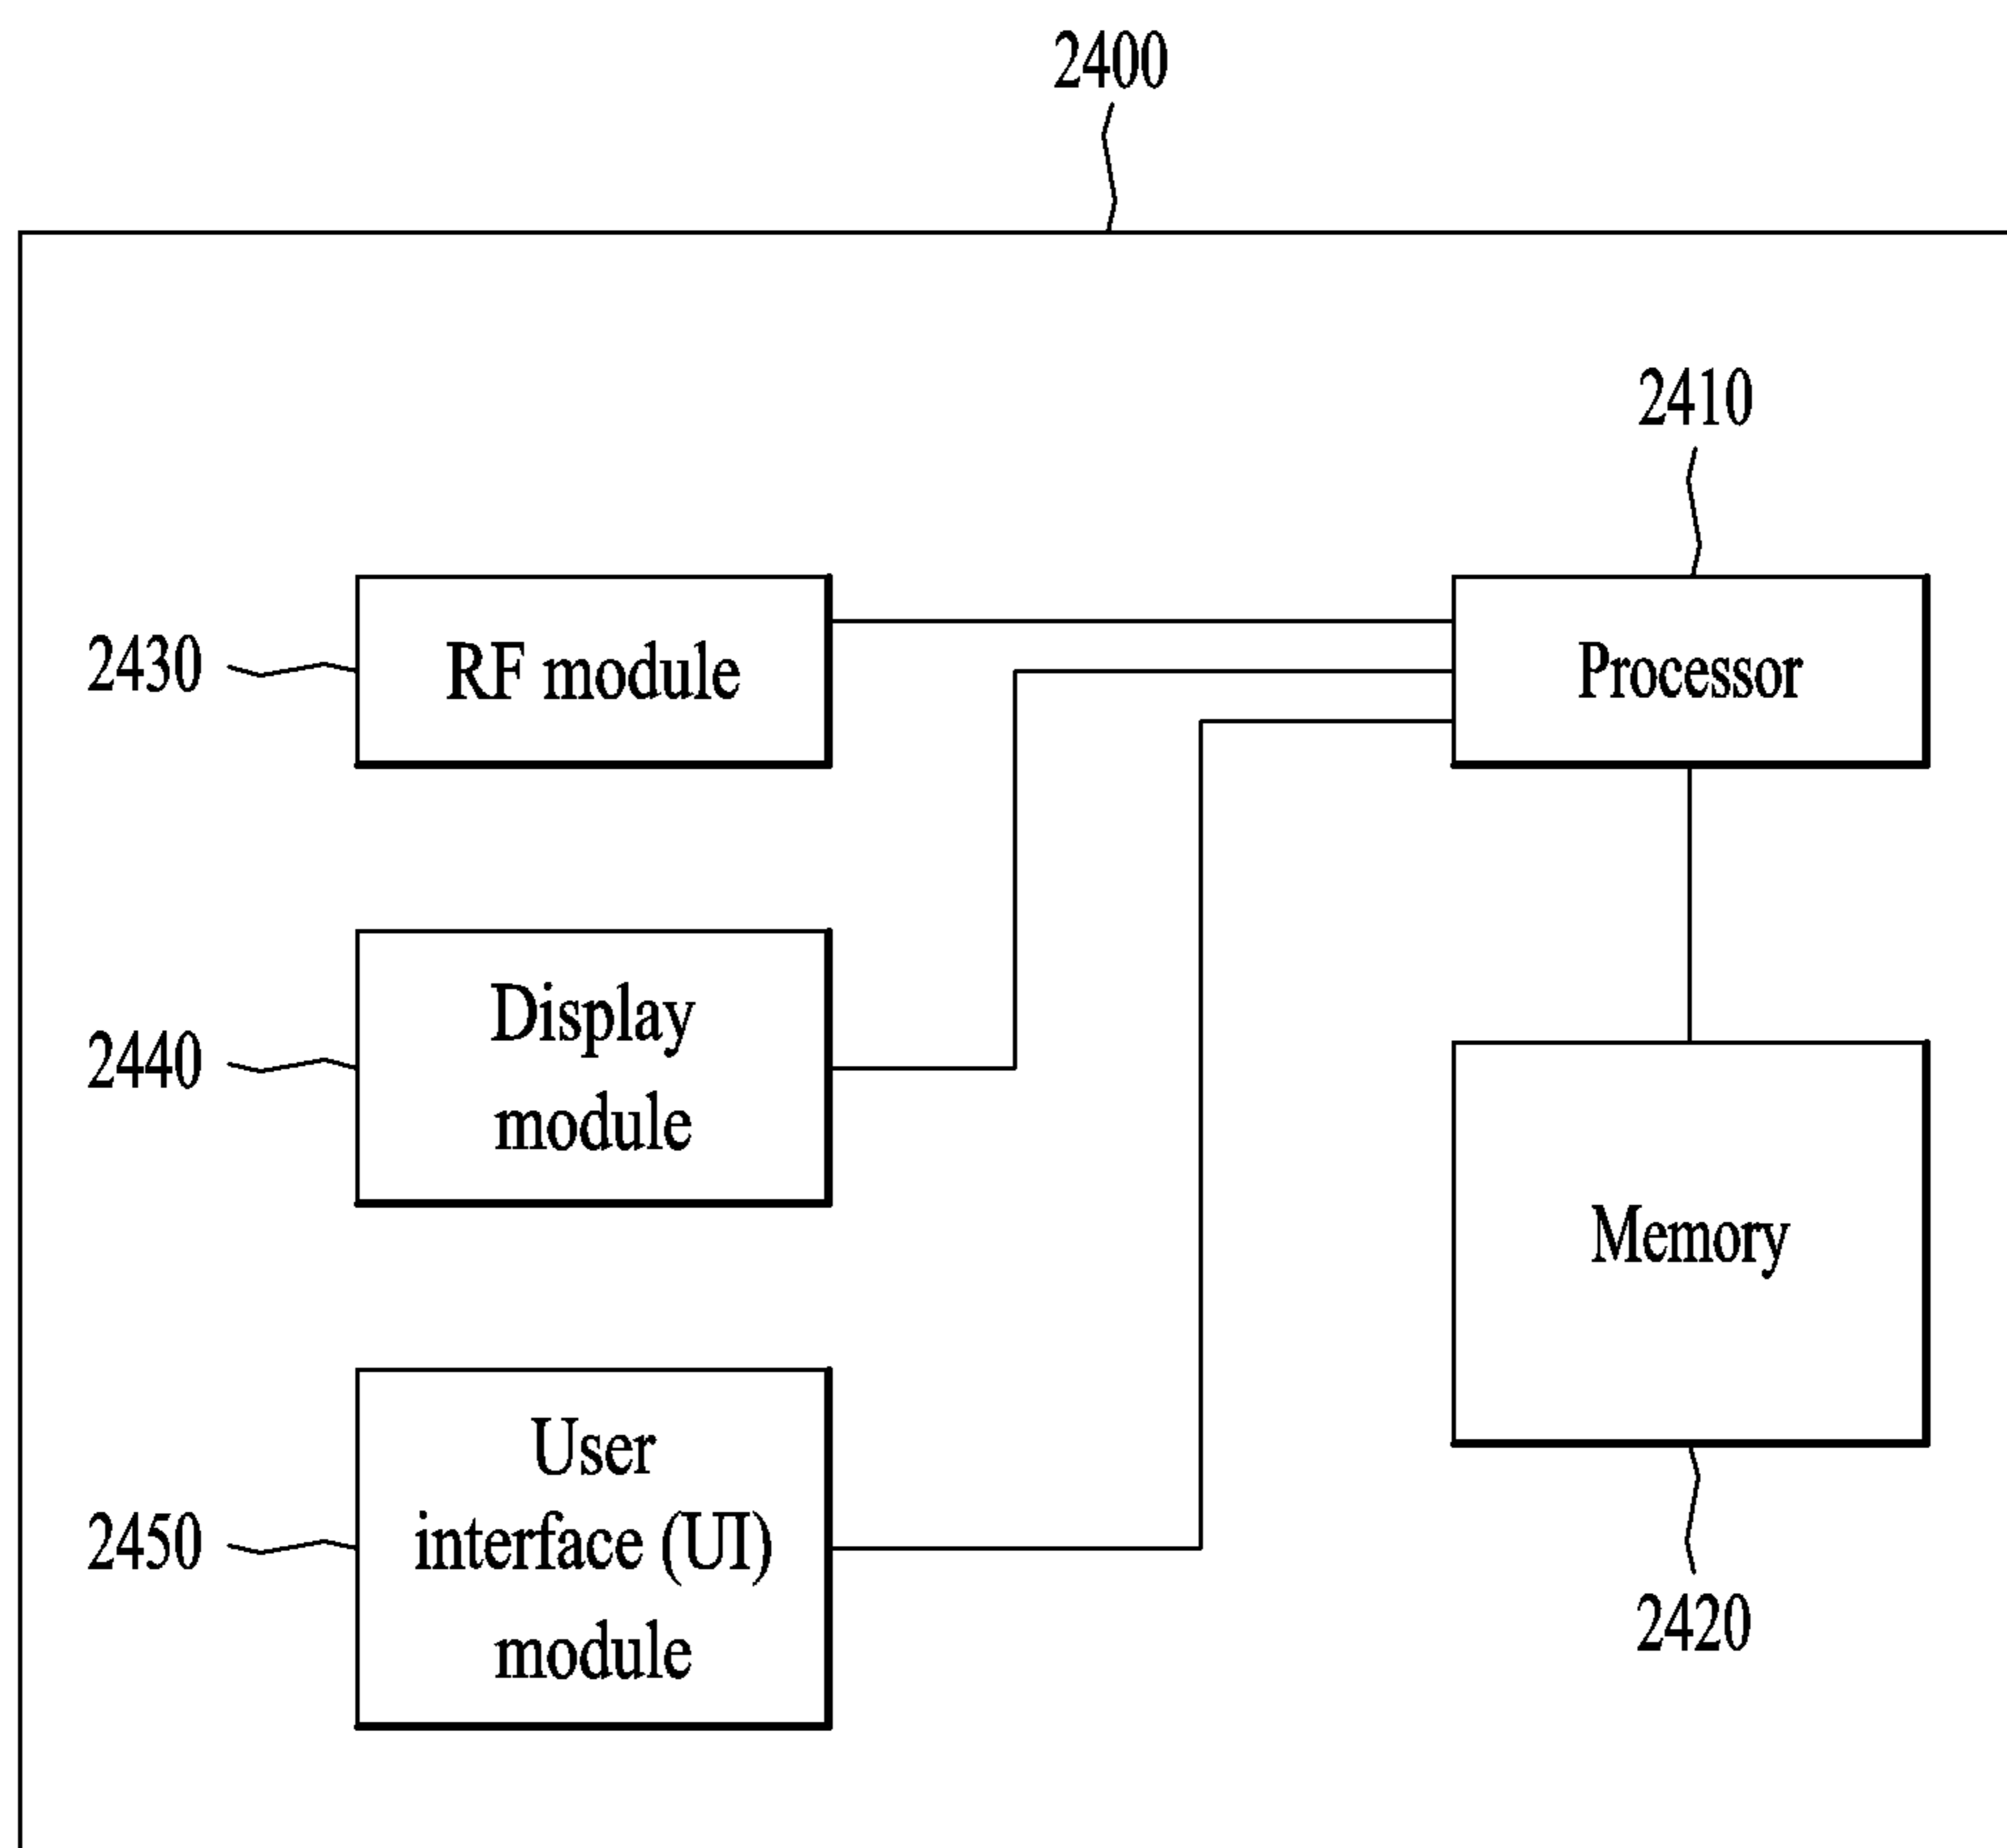 2400
2410
2430
RF module
Processor
2440
Display
module
Memory
2450
User
interface (UI)
module
2420